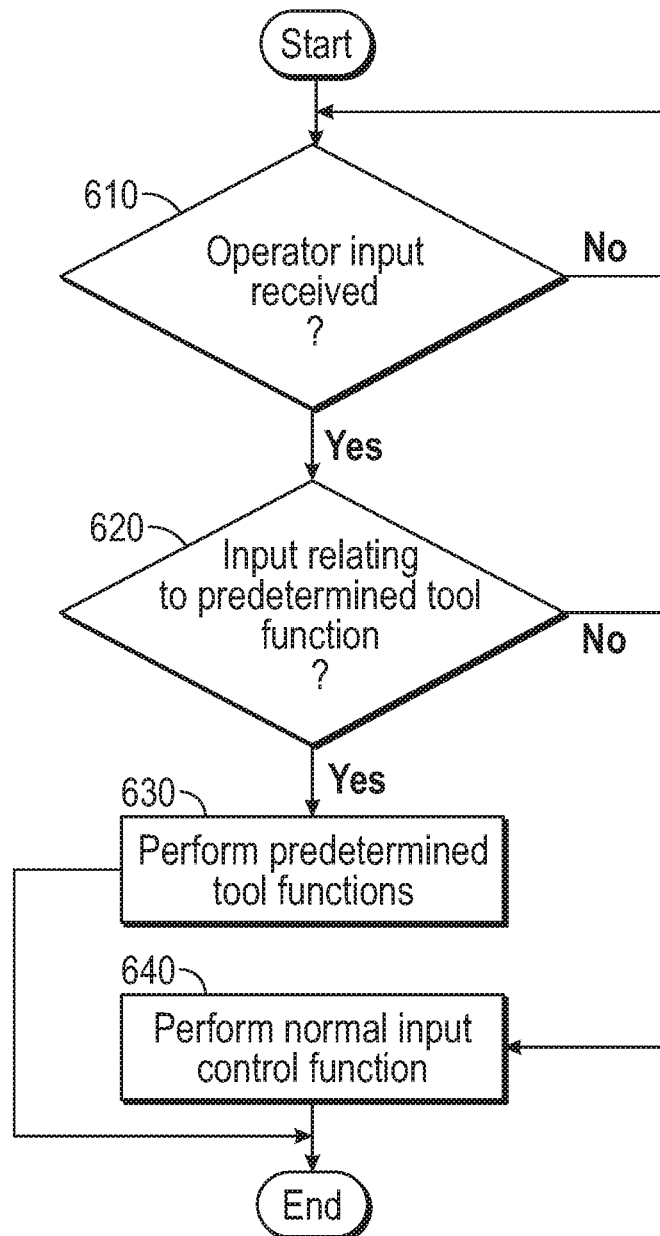 Start
610
Operator input
received
?
No
Yes
620
Input relating
to predetermined tool
function
?
No
Yes
630
Perform predetermined
tool functions
640
Perform normal input
control function
End